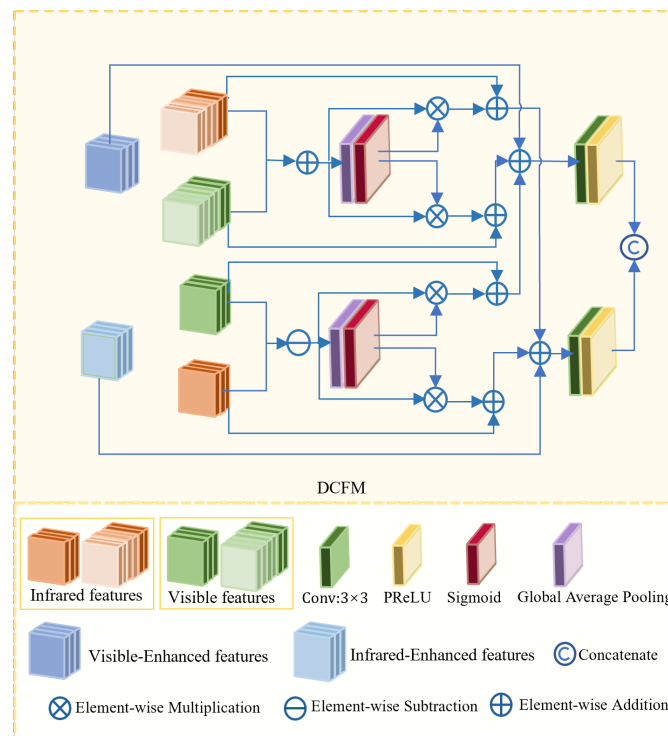 C
DCFM
Infrared features
Visible features
Conv:3×3
PReLU
Sigmoid
Global Average Pooling
Visible-Enhanced features
Infrared-Enhanced features
C Concatenate
Element-wise Multiplication
Element-wise Subtraction
Element-wise Addition